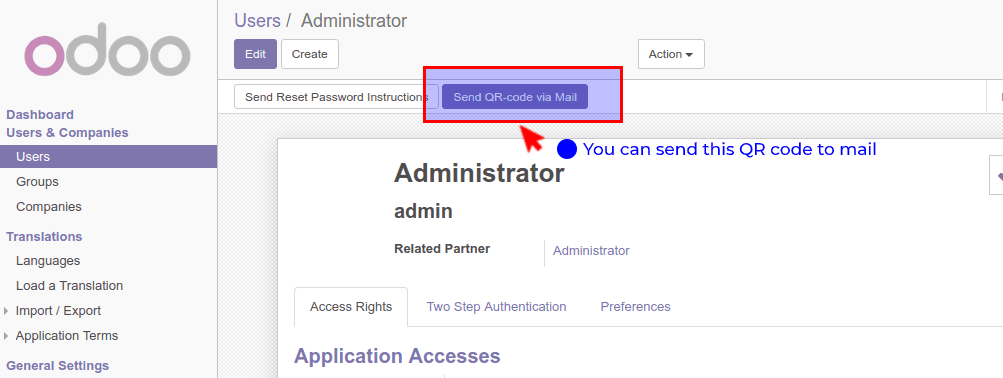 odoo
Dashboard
Users & Companies
Users
Groups
Companies
Translations
Languages
Load a Translation
Import / Export
Application Terms
General Settings
Users / Administrator
Edit Create Action
Send Reset Password Instructions Send QR-code via Mail
You can send this QR code to mail
Administrator
admin
Related Partner Administrator
Access Rights Two Step Authentication Preferences
Application Accesses